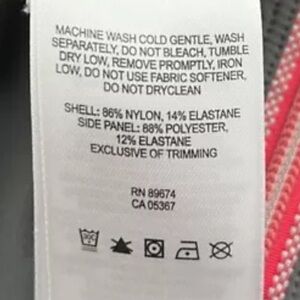 MACHINE WASH COLD GENTLE, WASH
SEPARATELY, DO NOT BLEACH, TUMBLE
DRY LOW, REMOVE PROMPTLY, IRON
LOW, DO NOT USE FABRIC SOFTENER,
DO NOT DRYCLEAN
SHELL: 86% NYLON, 14% ELASTANE
SIDE PANEL: 88% POLYESTER,
12% ELASTANE
EXCLUSIVE OF TRIMMING
RN 89674
CA 05367